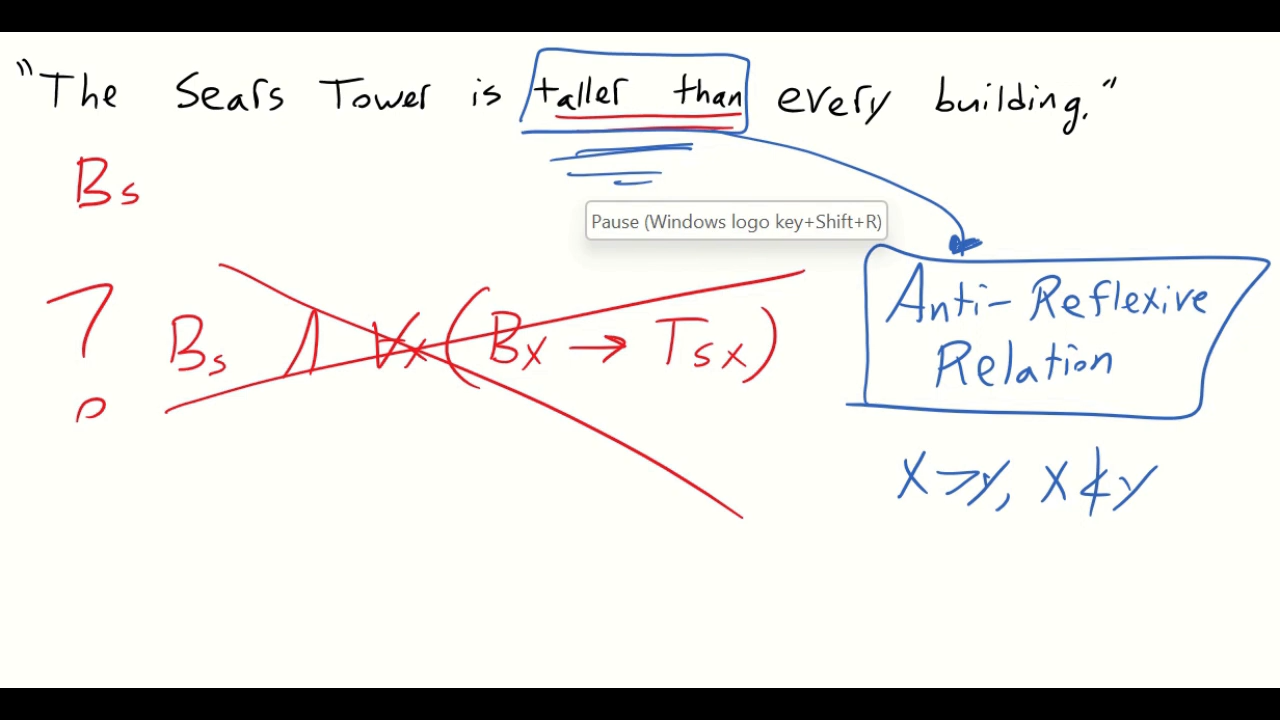 "The Sears Tower is taller than every building."
Bs
Pause (Windows logo key+Shift+R)
? Bs ∧ ∀x (Bx → Tsx)
Anti-Reflexive
Relation
x>y, x≮y